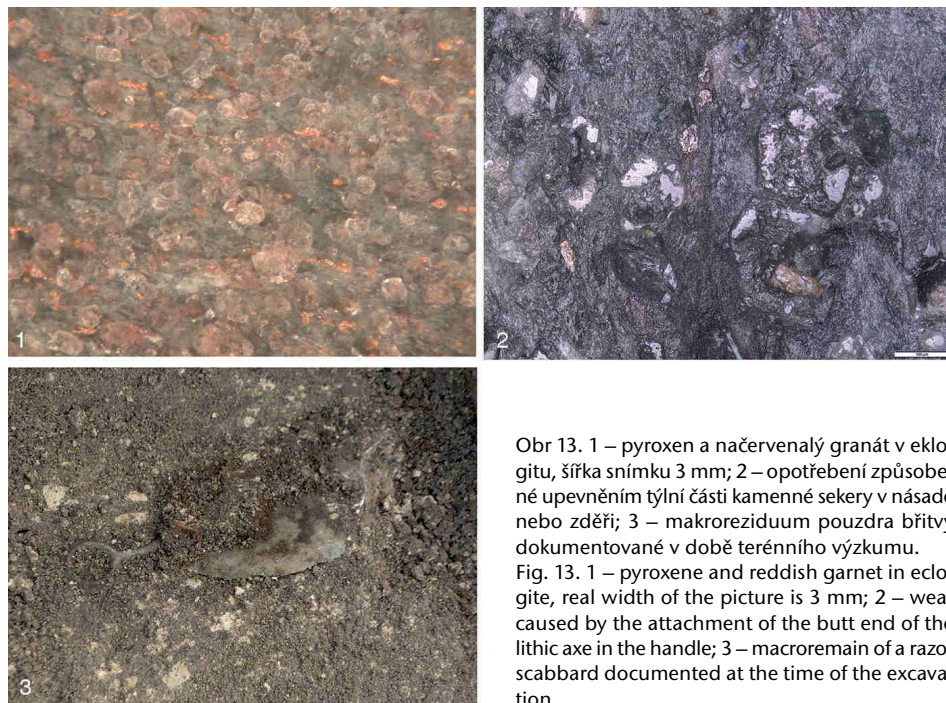 1
2
3
Obr 13. 1 – pyroxen a načervenalý granát v eklo
gitu, šířka snímku 3 mm; 2 – opotřebení způsobe
né upevněním týlní části kamenné sekery v násadě
nebo zděři; 3 – makroreziduum pouzdra břitvy
dokumentované v době terénního výzkumu.
Fig. 13. 1 – pyroxene and reddish garnet in eclo
gite, real width of the picture is 3 mm; 2 – wea
caused by the attachment of the butt end of the
lithic axe in the handle; 3 – macroremain of a razo
scabbard documented at the time of the excava
tion.